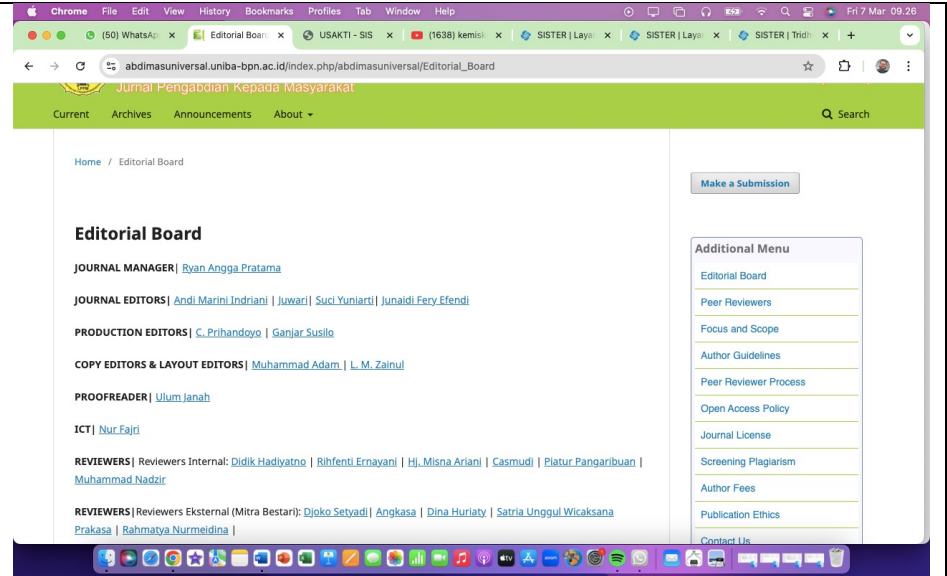 Chrome File Edit View History Bookmarks Profiles Tab Window Help Fri 7 Mar 09.26
(50) WhatsAp Editorial Boar USAKTI - SIS (1638) kemisk SISTER | Laya SISTER | Laya SISTER | Tridh
abdimasuniversal.uniba-bpn.ac.id/index.php/abdimasuniversal/Editorial_Board
Jurnal Pengabdian Kepada Masyarakat
Current Archives Announcements About Search
Home / Editorial Board
Editorial Board
JOURNAL MANAGER| Ryan Angga Pratama
JOURNAL EDITORS| Andi Marini Indriani | Juwari| Suci Yuniarti| Junaidi Fery Efendi
PRODUCTION EDITORS| C. Prihandoyo | Ganjar Susilo
COPY EDITORS & LAYOUT EDITORS| Muhammad Adam | L. M. Zainul
PROOFREADER| Ulum Janah
ICT| Nur Fajri
REVIEWERS| Reviewers Internal: Didik Hadiyatno | Rihfenti Ernayani | Hj. Misna Ariani | Casmudi | Piatur Pangaribuan |
Muhammad Nadzir
REVIEWERS|Reviewers Eksternal (Mitra Bestari): Djoko Setyadi| Angkasa | Dina Huriaty | Satria Unggul Wicaksana
Prakasa | Rahmatya Nurmeidina |
Make a Submission
Additional Menu
Editorial Board
Peer Reviewers
Focus and Scope
Author Guidelines
Peer Reviewer Process
Open Access Policy
Journal License
Screening Plagiarism
Author Fees
Publication Ethics
Contact Us